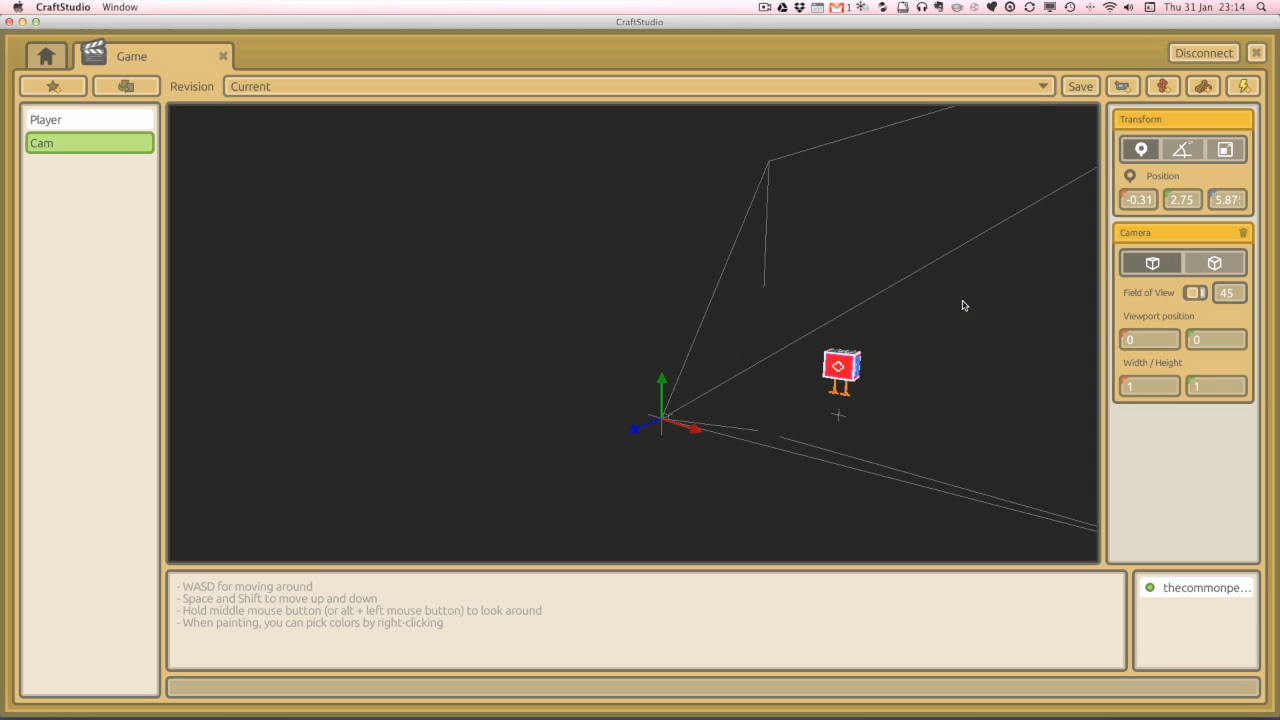 CraftStudio Window
1
Thu 31 Jan 23:14
CraftStudio
Game
Disconnect
Revision
Current
Save
Player
Cam
Transform
Position
-0.31
2.75
5.87
Camera
Field of View
45
Viewport position
0
0
Width / Height
1
1
- WASD for moving around
- Space and Shift to move up and down
- Hold middle mouse button (or alt + left mouse button) to look around
- When painting, you can pick colors by right-clicking
thecommonpe...